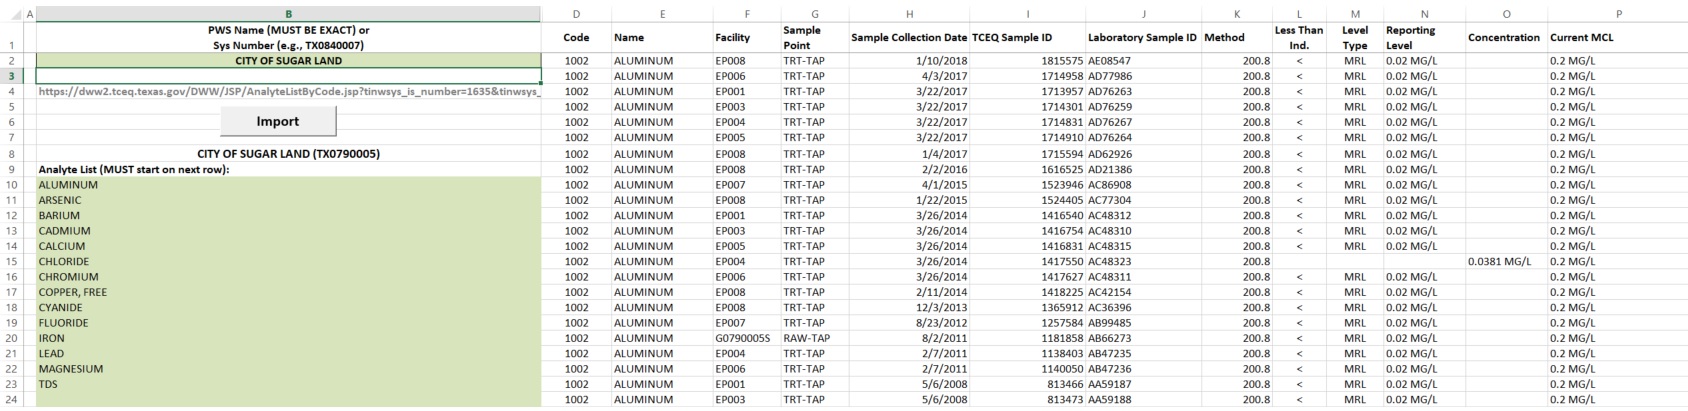 A B D E F G H I J K L M N O P
1 PWS Name (MUST BE EXACT) or Sys Number (e.g., TX0840007) Code Name Facility Sample Point Sample Collection Date TCEQ Sample ID Laboratory Sample ID Method Less Than Ind. Level Type Reporting Level Concentration Current MCL
2 CITY OF SUGAR LAND 1002 ALUMINUM EP008 TRT-TAP 1/10/2018 1815575 AE08547 200.8 < MRL 0.02 MG/L 0.2 MG/L
3 1002 ALUMINUM EP006 TRT-TAP 4/3/2017 1714958 AD77986 200.8 < MRL 0.02 MG/L 0.2 MG/L
4 https://dww2.tceq.texas.gov/DWW/JSP/AnalyteListByCode.jsp?tinwsys_is_number=1635&tinwsys_ 1002 ALUMINUM EP001 TRT-TAP 3/22/2017 1713957 AD76263 200.8 < MRL 0.02 MG/L 0.2 MG/L
5 1002 ALUMINUM EP003 TRT-TAP 3/22/2017 1714301 AD76259 200.8 < MRL 0.02 MG/L 0.2 MG/L
6 Import 1002 ALUMINUM EP004 TRT-TAP 3/22/2017 1714831 AD76267 200.8 < MRL 0.02 MG/L 0.2 MG/L
7 1002 ALUMINUM EP005 TRT-TAP 3/22/2017 1714910 AD76264 200.8 < MRL 0.02 MG/L 0.2 MG/L
8 CITY OF SUGAR LAND (TX0790005) 1002 ALUMINUM EP008 TRT-TAP 1/4/2017 1715594 AD62926 200.8 < MRL 0.02 MG/L 0.2 MG/L
9 Analyte List (MUST start on next row): 1002 ALUMINUM EP008 TRT-TAP 2/2/2016 1616525 AD21386 200.8 < MRL 0.02 MG/L 0.2 MG/L
10 ALUMINUM 1002 ALUMINUM EP007 TRT-TAP 4/1/2015 1523946 AC86908 200.8 < MRL 0.02 MG/L 0.2 MG/L
11 ARSENIC 1002 ALUMINUM EP008 TRT-TAP 1/22/2015 1524405 AC77304 200.8 < MRL 0.02 MG/L 0.2 MG/L
12 BARIUM 1002 ALUMINUM EP001 TRT-TAP 3/26/2014 1416540 AC48312 200.8 < MRL 0.02 MG/L 0.2 MG/L
13 CADMIUM 1002 ALUMINUM EP003 TRT-TAP 3/26/2014 1416754 AC48310 200.8 < MRL 0.02 MG/L 0.2 MG/L
14 CALCIUM 1002 ALUMINUM EP005 TRT-TAP 3/26/2014 1416831 AC48315 200.8 < MRL 0.02 MG/L 0.2 MG/L
15 CHLORIDE 1002 ALUMINUM EP004 TRT-TAP 3/26/2014 1417550 AC48323 200.8 0.0381 MG/L 0.2 MG/L
16 CHROMIUM 1002 ALUMINUM EP006 TRT-TAP 3/26/2014 1417627 AC48311 200.8 < MRL 0.02 MG/L 0.2 MG/L
17 COPPER, FREE 1002 ALUMINUM EP008 TRT-TAP 2/11/2014 1418225 AC42154 200.8 < MRL 0.02 MG/L 0.2 MG/L
18 CYANIDE 1002 ALUMINUM EP008 TRT-TAP 12/3/2013 1365912 AC36396 200.8 < MRL 0.02 MG/L 0.2 MG/L
19 FLUORIDE 1002 ALUMINUM EP007 TRT-TAP 8/23/2012 1257584 AB99485 200.8 < MRL 0.02 MG/L 0.2 MG/L
20 IRON 1002 ALUMINUM G0790005S RAW-TAP 8/2/2011 1181858 AB66273 200.8 < MRL 0.02 MG/L 0.2 MG/L
21 LEAD 1002 ALUMINUM EP004 TRT-TAP 2/7/2011 1138403 AB47235 200.8 < MRL 0.02 MG/L 0.2 MG/L
22 MAGNESIUM 1002 ALUMINUM EP006 TRT-TAP 2/7/2011 1140050 AB47236 200.8 < MRL 0.02 MG/L 0.2 MG/L
23 TDS 1002 ALUMINUM EP001 TRT-TAP 5/6/2008 813466 AA59187 200.8 < MRL 0.02 MG/L 0.2 MG/L
24 1002 ALUMINUM EP003 TRT-TAP 5/6/2008 813473 AA59188 200.8 < MRL 0.02 MG/L 0.2 MG/L